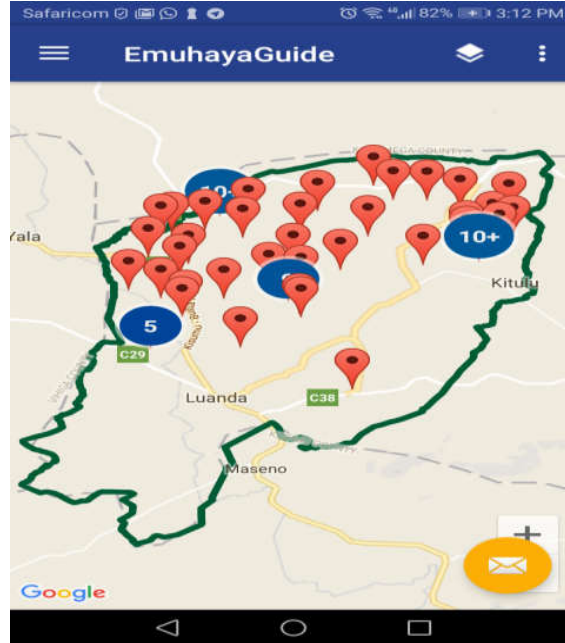 Safaricom 82% 3:12 PM
EmuhayaGuide
10+
Yala
10+
Kitulu
5
C29
Luanda
C38
Maseno
+
Google